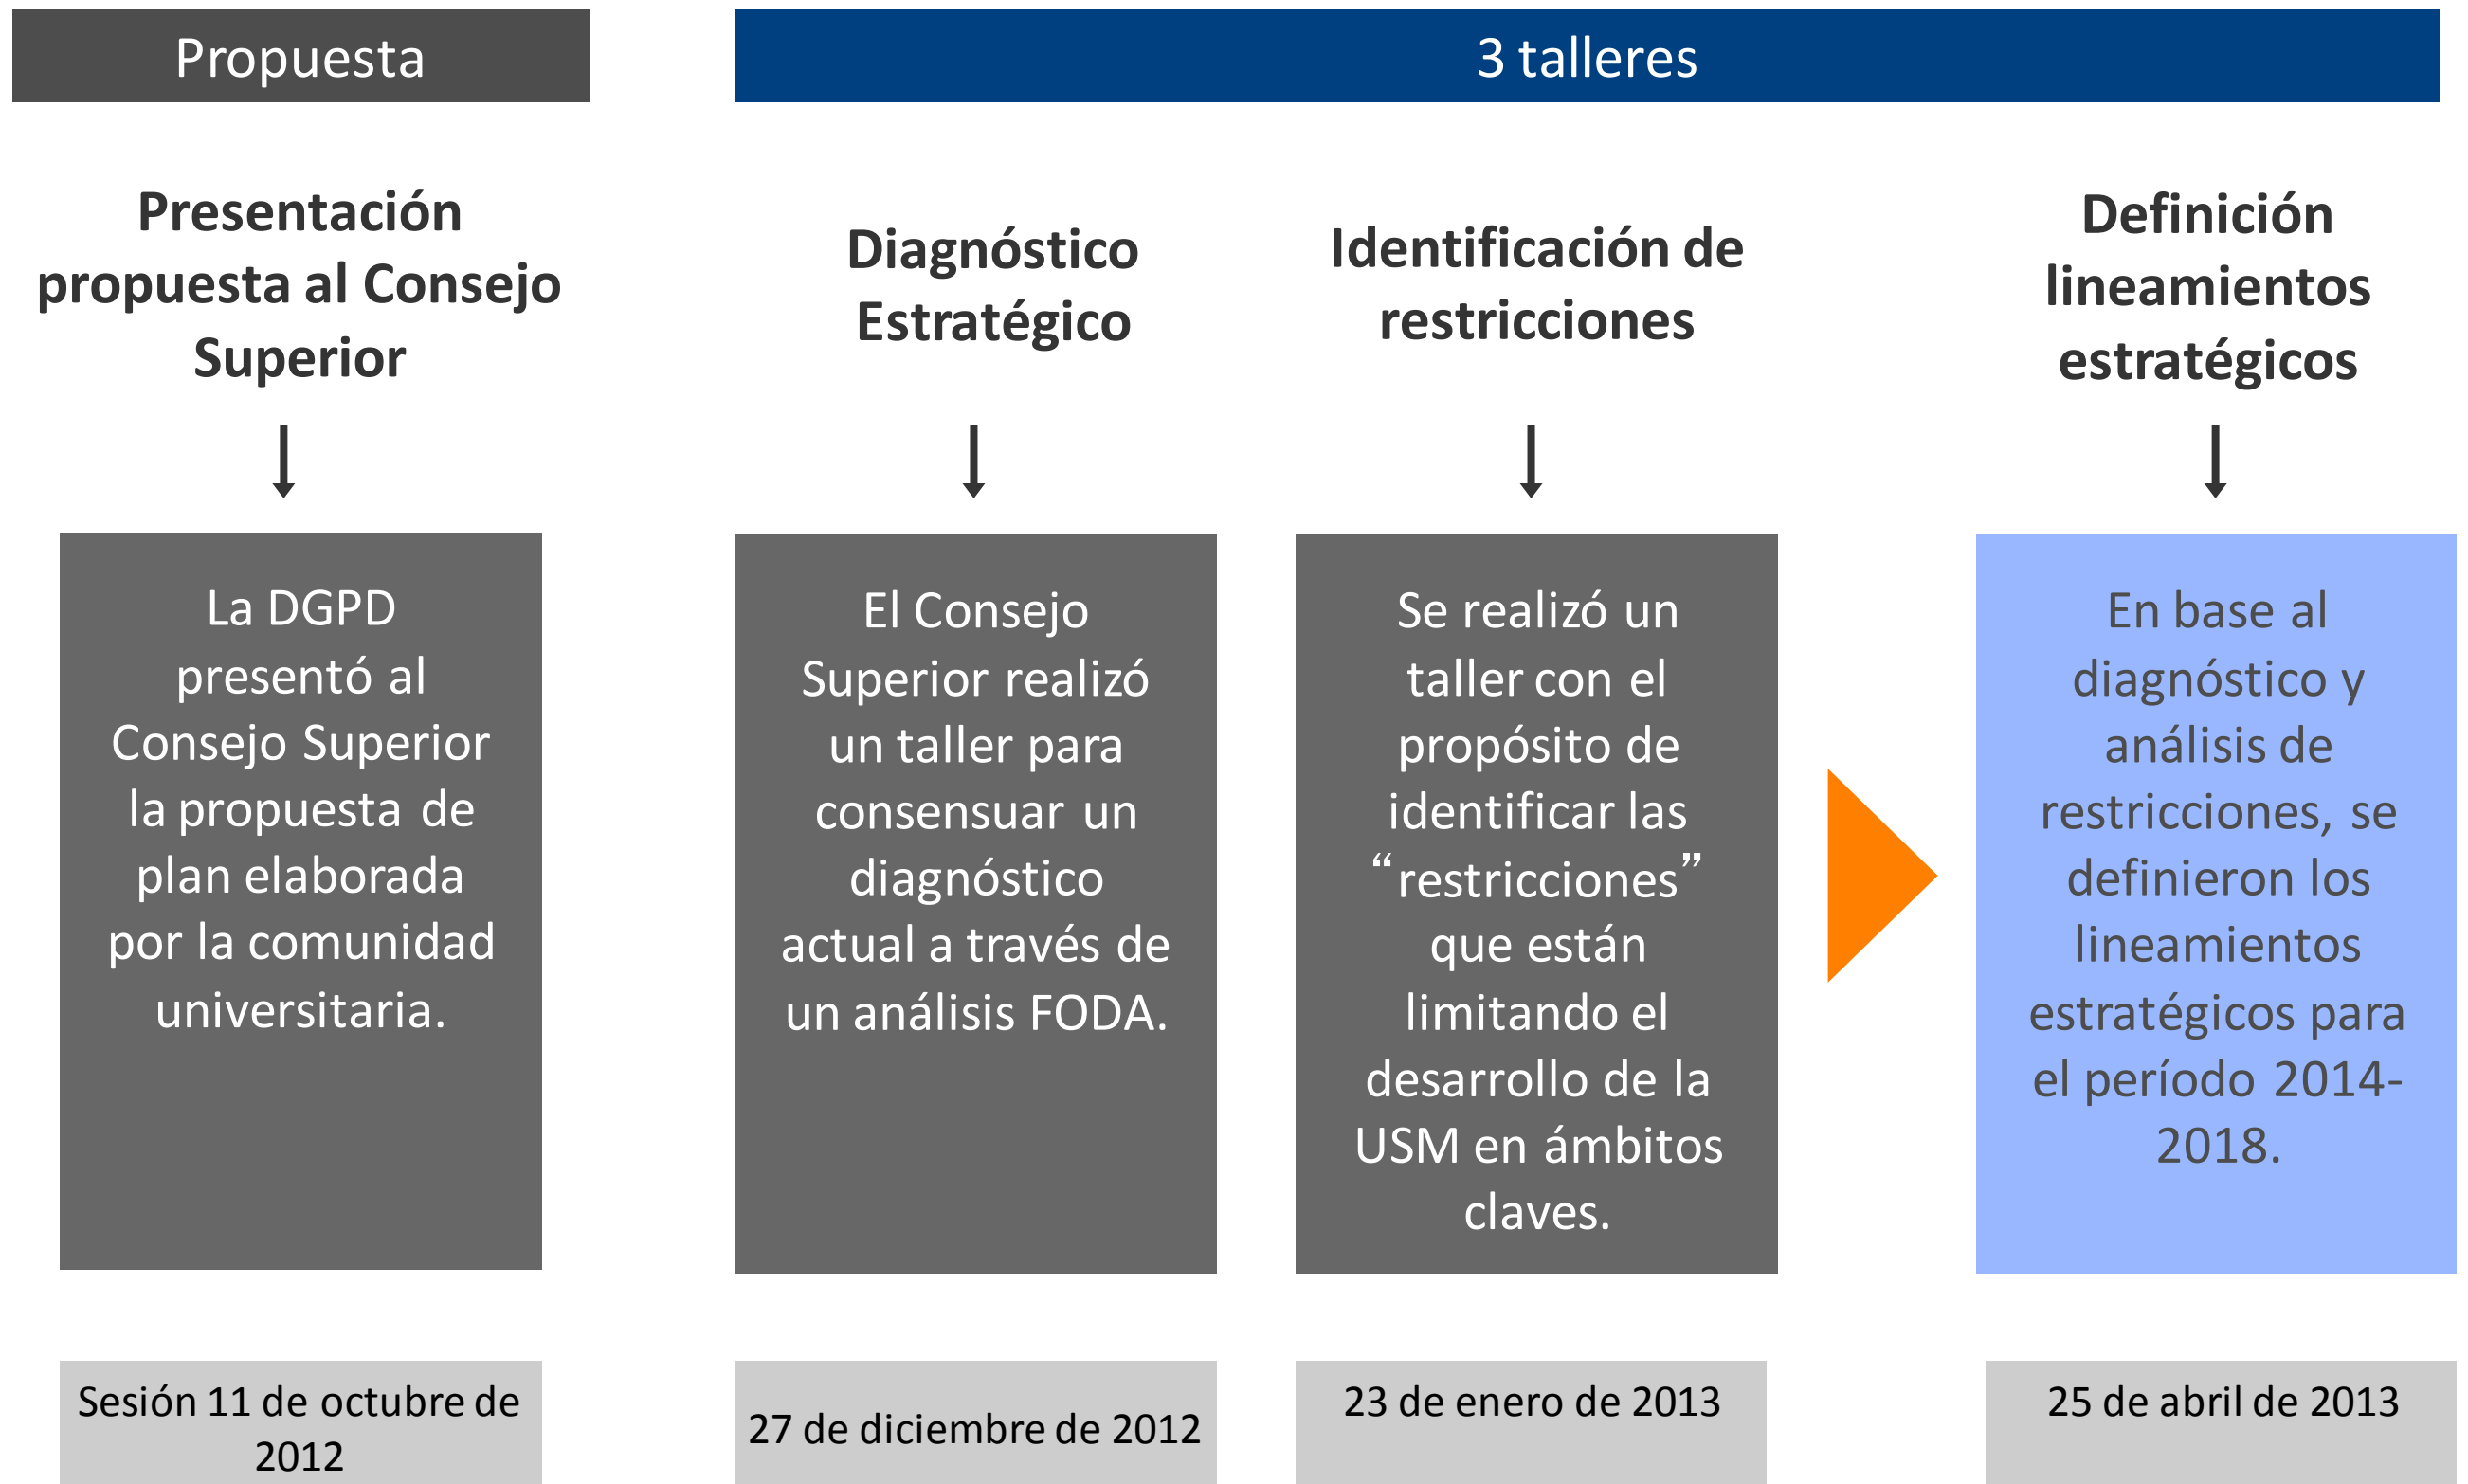 Propuesta
3 talleres
Presentación
propuesta al Consejo
Superior
Diagnóstico
Estratégico
Identificación de
restricciones
Definición
lineamientos
estratégicos
La DGPD
presentó al
Consejo Superior
la propuesta de
plan elaborada
por la comunidad
universitaria.
El Consejo
Superior realizó
un taller para
consensuar un
diagnóstico
actual a través de
un análisis FODA.
Se realizó un
taller con el
propósito de
identificar las
“restricciones”
que están
limitando el
desarrollo de la
USM en ámbitos
claves.
En base al
diagnóstico y
análisis de
restricciones, se
definieron los
lineamientos
estratégicos para
el período 2014-
2018.
Sesión 11 de octubre de
2012
27 de diciembre de 2012
23 de enero de 2013
25 de abril de 2013